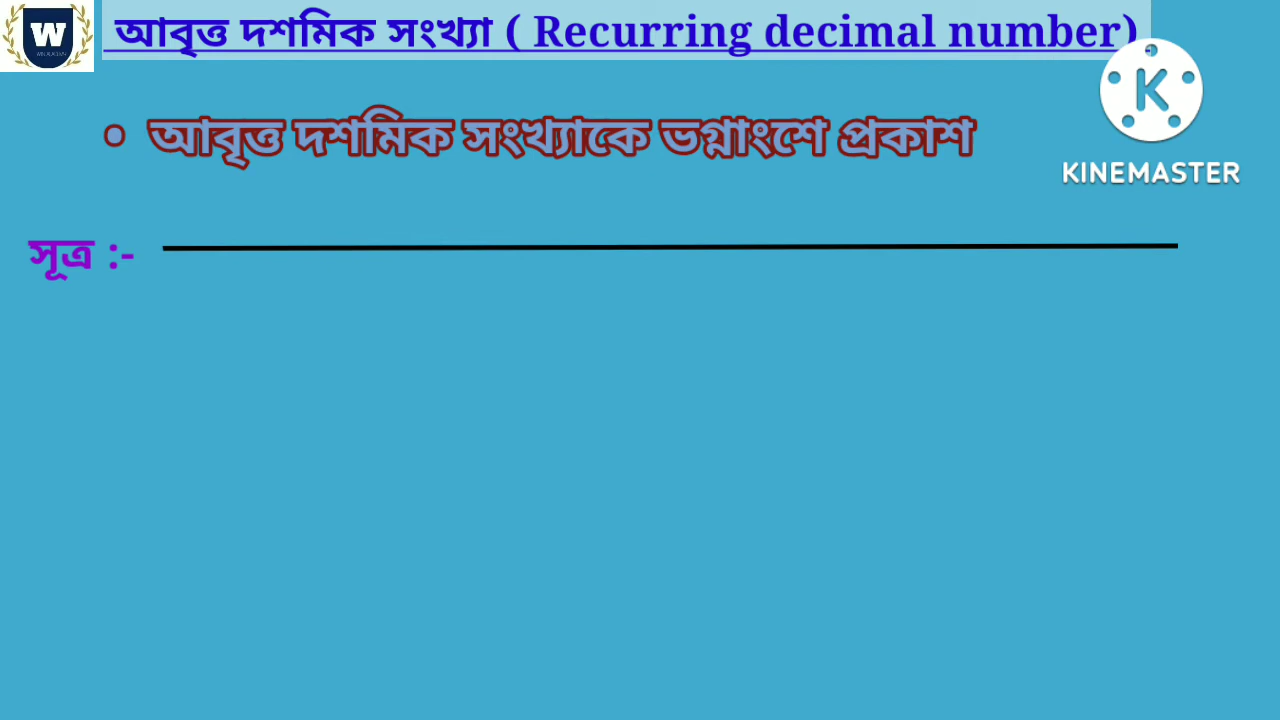 আবৃত্ত দশমিক সংখ্যা ( Recurring decimal number)
• আবৃত্ত দশমিক সংখ্যাকে ভগ্নাংশে প্রকাশ
সূত্র :-
W
K
KINEMASTER